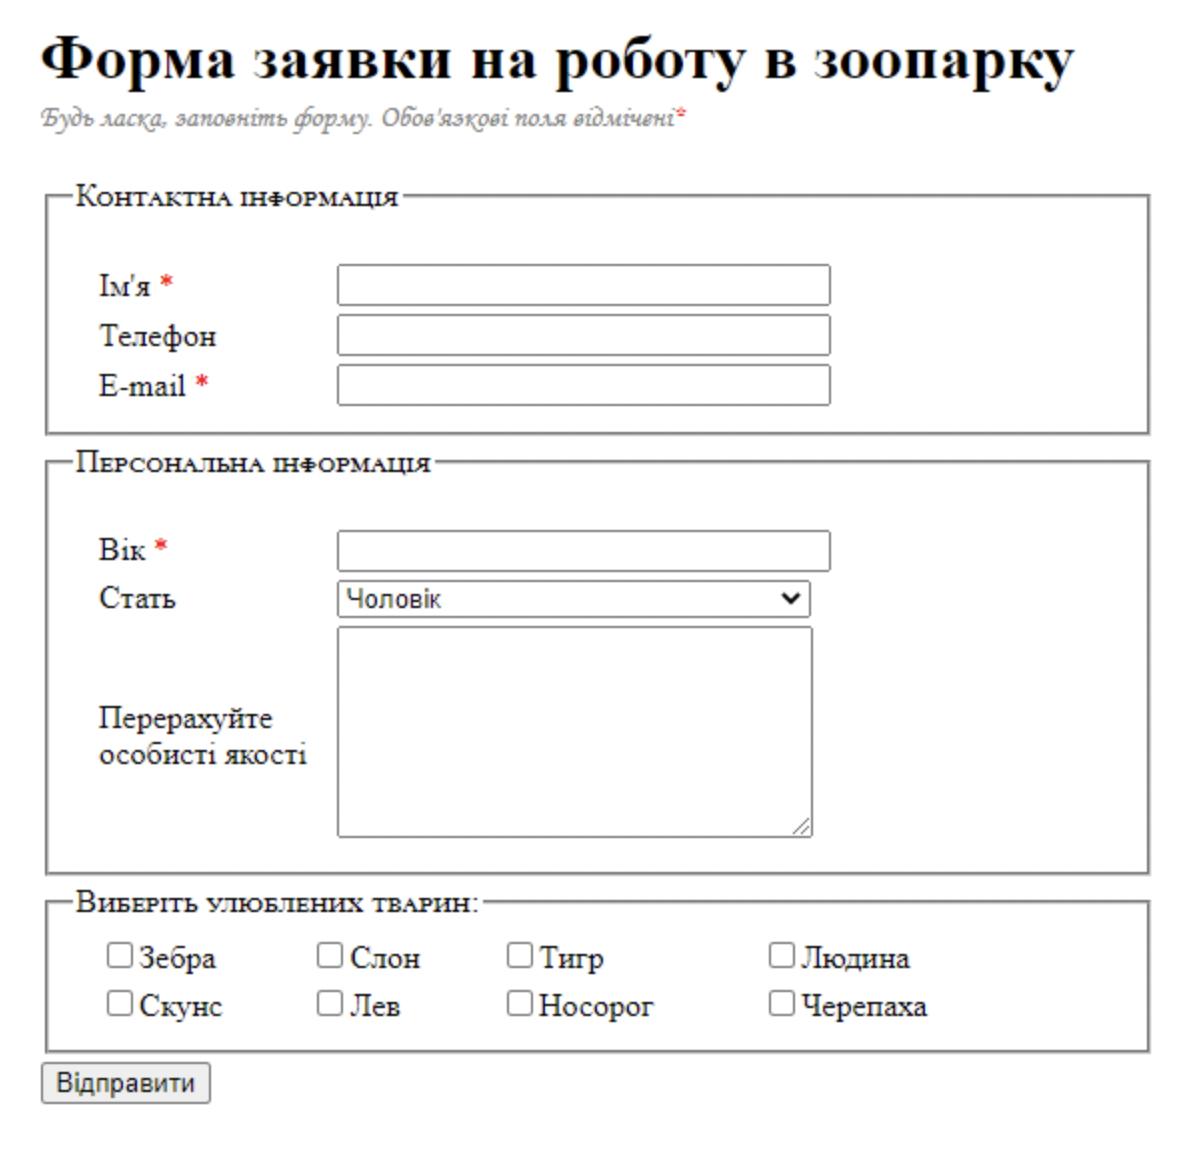 Форма заявки на роботу в зоопарку
Будь ласка, заповніть форму. Обов'язкові поля відмічені*
Контактна інформація
Ім'я *
Телефон
E-mail *
Персональна інформація
Вік *
Стать Чоловік
Перерахуйте
особисті якості
Виберіть улюблених тварин:
Зебра Слон Тигр Людина
Скунс Лев Носорог Черепаха
Відправити